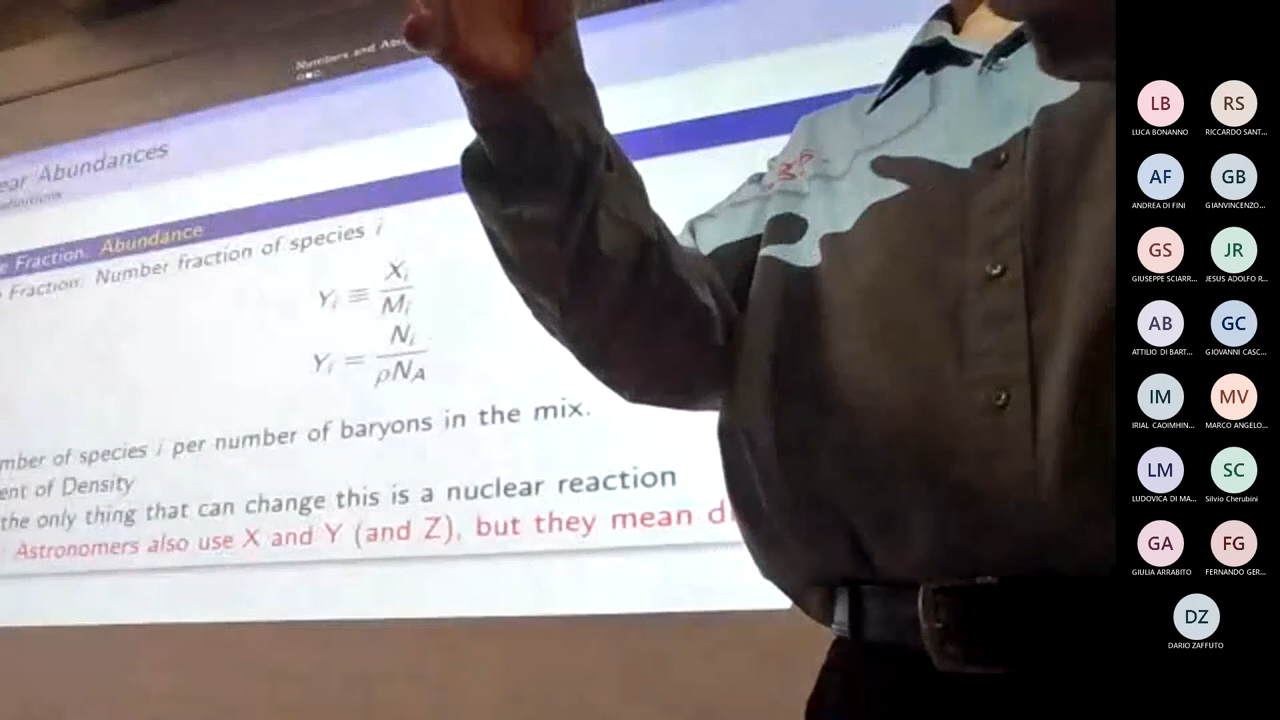 Numbers and
ear Abundances
efinitions
e Fraction. Abundance
Fraction. Number fraction of species i
Yᵢ ≡ Xᵢ / Mᵢ
Yᵢ = Nᵢ / ρN_A
mber of species i per number of baryons in the mix.
ent of Density
the only thing that can change this is a nuclear reaction
Astronomers also use X and Y (and Z), but they mean d
LB
RS
LUCA BONANNO
RICCARDO SANT...
AF
GB
ANDREA DI FINI
GIANVINCENZO...
GS
JR
GIUSEPPE SCIARR...
JESUS ADOLFO R...
AB
GC
ATTILIO DI BART...
GIOVANNI CASC...
IM
MV
IRIAL CAOIMHIN...
MARCO ANGELO...
LM
SC
LUDOVICA DI MA...
Silvio Cherubini
GA
FG
GIULIA ARRABITO
FERNANDO GER...
DZ
DARIO ZAFFUTO